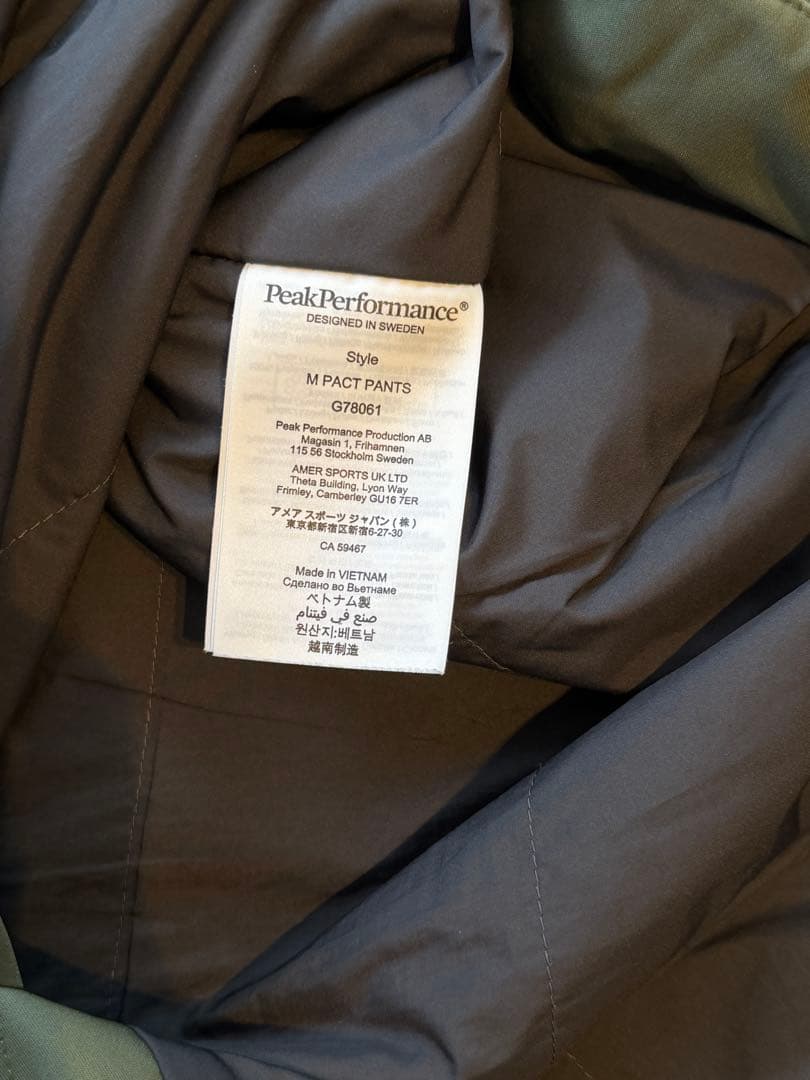 PeakPerformance®
DESIGNED IN SWEDEN
Style
M PACT PANTS
G78061
Peak Performance Production AB
Magasin 1, Frihamnen
115 56 Stockholm Sweden
AMER SPORTS UK LTD
Theta Building, Lyon Way
Frimley, Camberley GU16 7ER
アメア スポーツ ジャパン (株)
東京都新宿区新宿6-27-30
CA 59467
Made in VIETNAM
Сделано во Вьетнаме
ベトナム製
صنع في فيتنام
원산지:베트남
越南制造